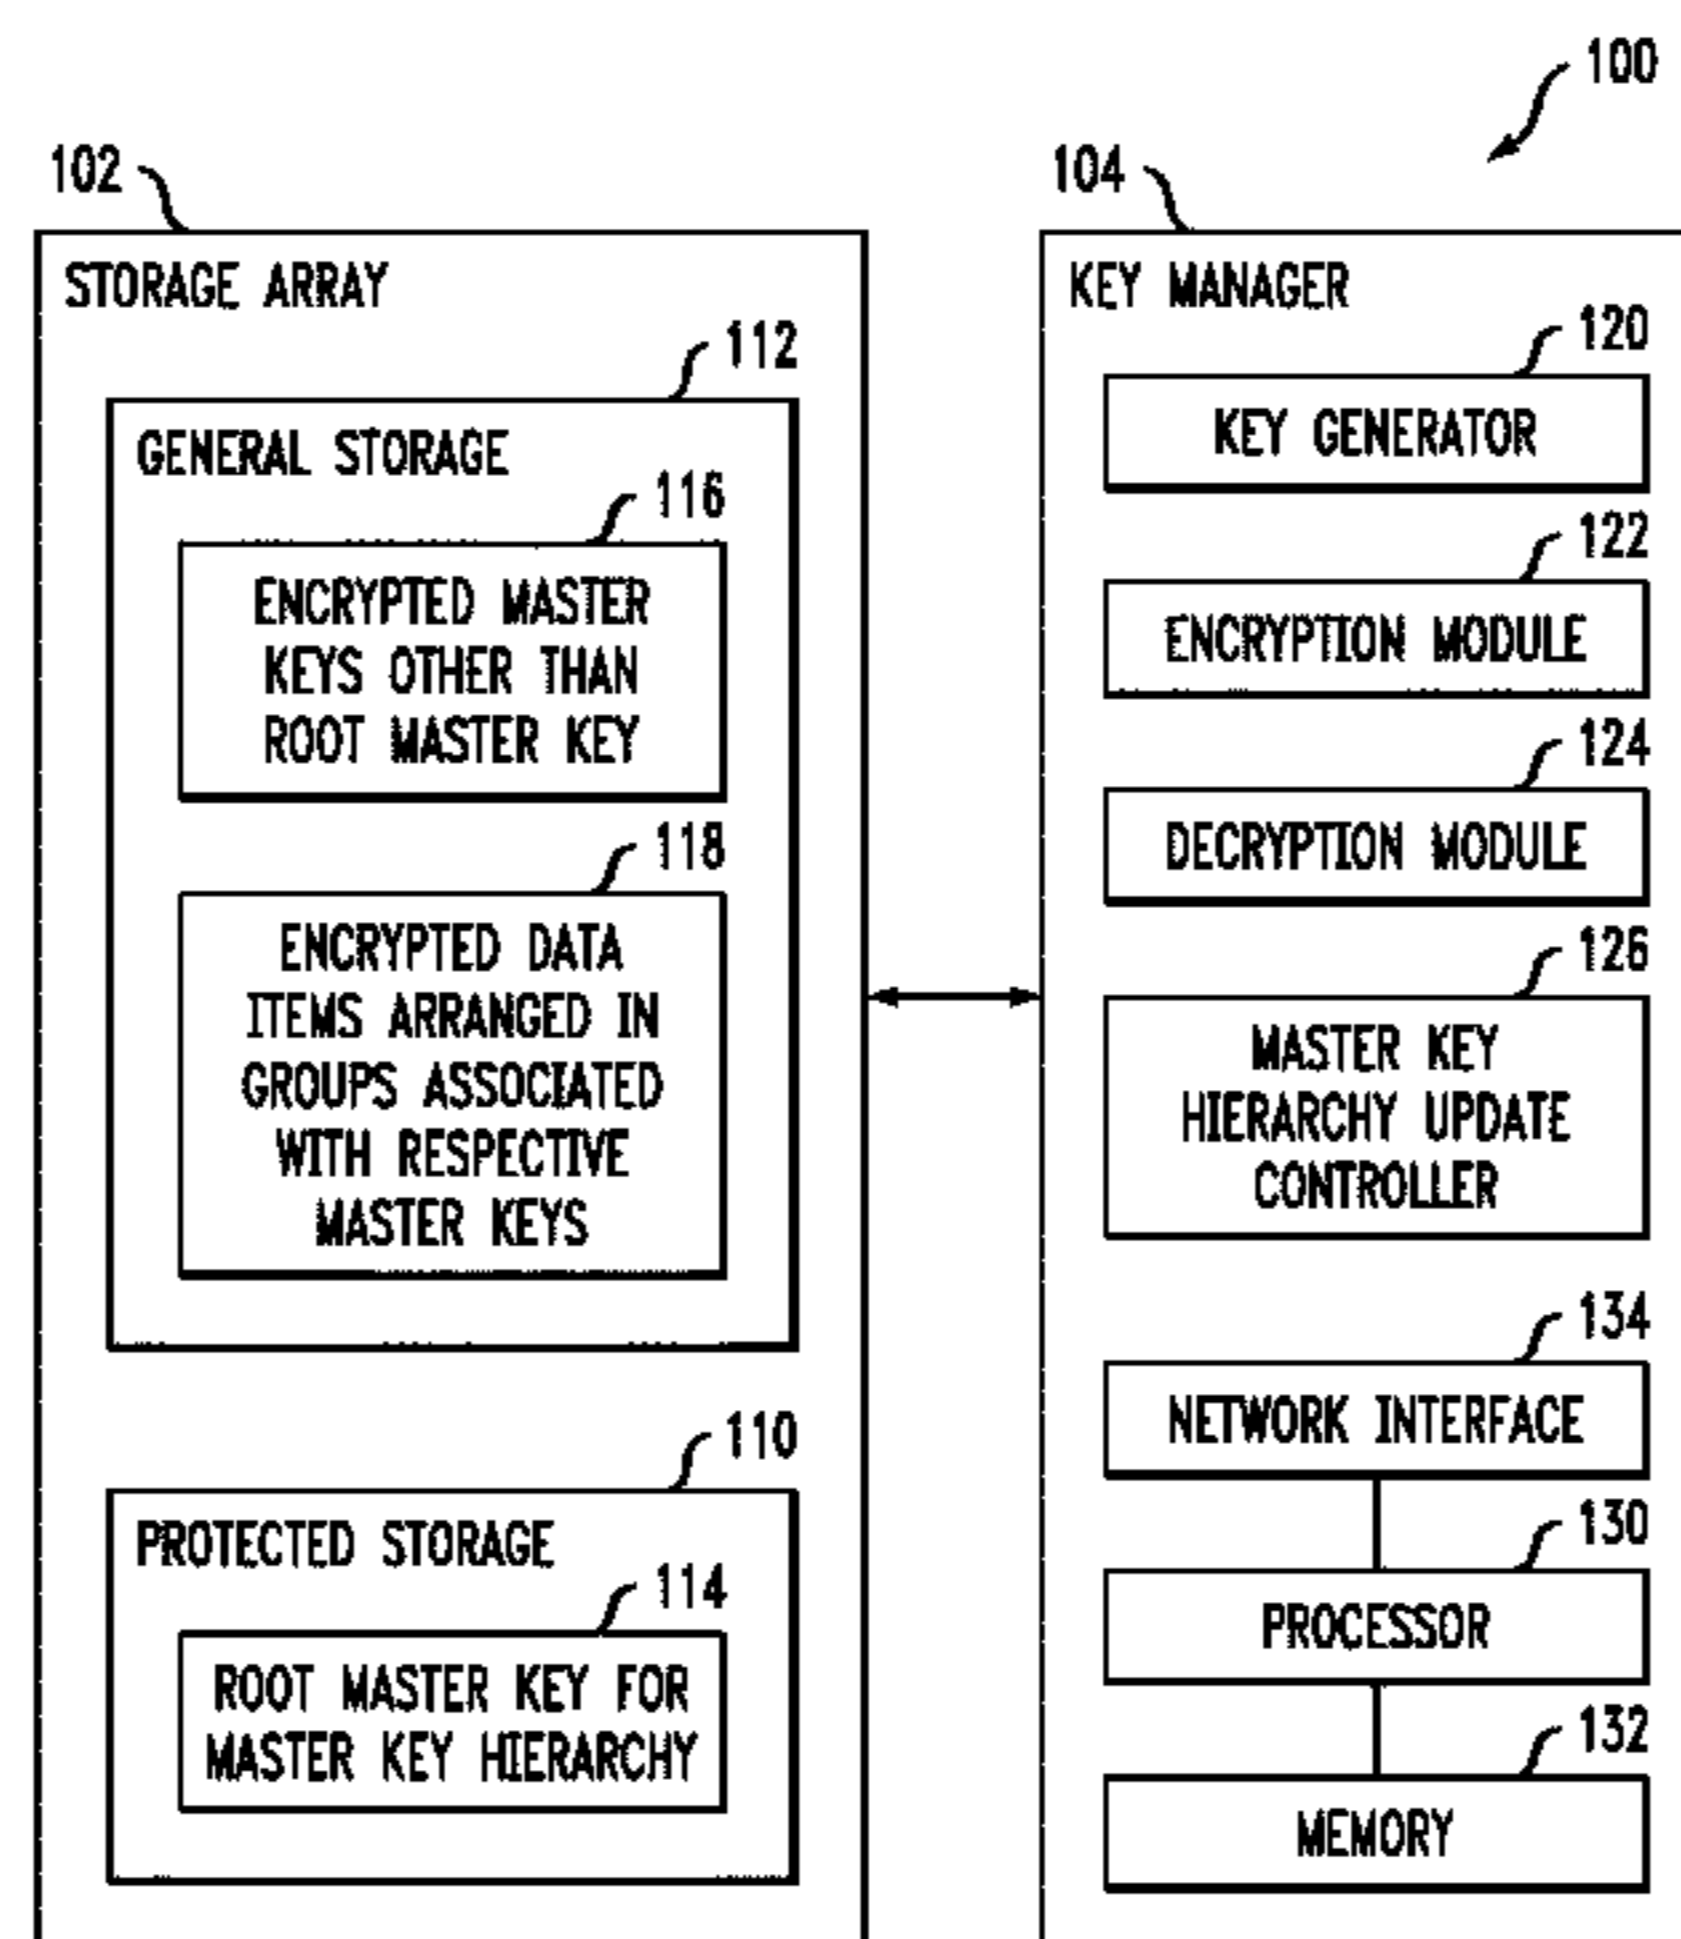 100
102
STORAGE ARRAY
112
GENERAL STORAGE
116
ENCRYPTED MASTER
KEYS OTHER THAN
ROOT MASTER KEY
118
ENCRYPTED DATA
ITEMS ARRANGED IN
GROUPS ASSOCIATED
WITH RESPECTIVE
MASTER KEYS
110
PROTECTED STORAGE
114
ROOT MASTER KEY FOR
MASTER KEY HIERARCHY
104
KEY MANAGER
120
KEY GENERATOR
122
ENCRYPTION MODULE
124
DECRYPTION MODULE
126
MASTER KEY
HIERARCHY UPDATE
CONTROLLER
134
NETWORK INTERFACE
130
PROCESSOR
132
MEMORY